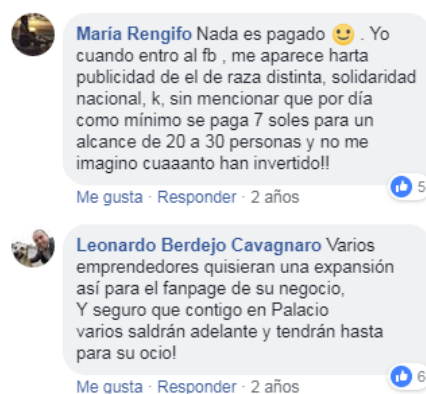 María Rengifo Nada es pagado 🙂 . Yo
cuando entro al fb , me aparece harta
publicidad de el de raza distinta, solidaridad
nacional, k, sin mencionar que por día
como mínimo se paga 7 soles para un
alcance de 20 a 30 personas y no me
imagino cuaaanto han invertido!!
5
Me gusta · Responder · 2 años
Leonardo Berdejo Cavagnaro Varios
emprendedores quisieran una expansión
así para el fanpage de su negocio,
Y seguro que contigo en Palacio
varios saldrán adelante y tendrán hasta
para su ocio!
6
Me gusta · Responder · 2 años